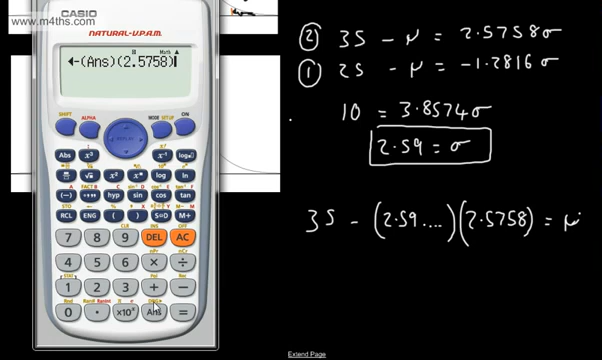 www.m4ths.com
CASIO
NATURAL-V.P.A.M.
Math
-(Ans)(2.5758)
SHIFT ALPHA MODE SETUP ON
REPLAY
Abs x² x⁻¹ log
√ x² log ln
(−) hyp sin cos tan
RCL ENG ( ) S⇔D M+
7 8 9 DEL AC
4 5 6 × ÷
1 2 3 + −
0 . ×10ˣ Ans =
② 35 − μ = 2.5758σ
① 25 − μ = −1.2816σ
10 = 3.8574σ
2.59 = σ
35 − (2.59....)(2.5758) = μ
Extend Page